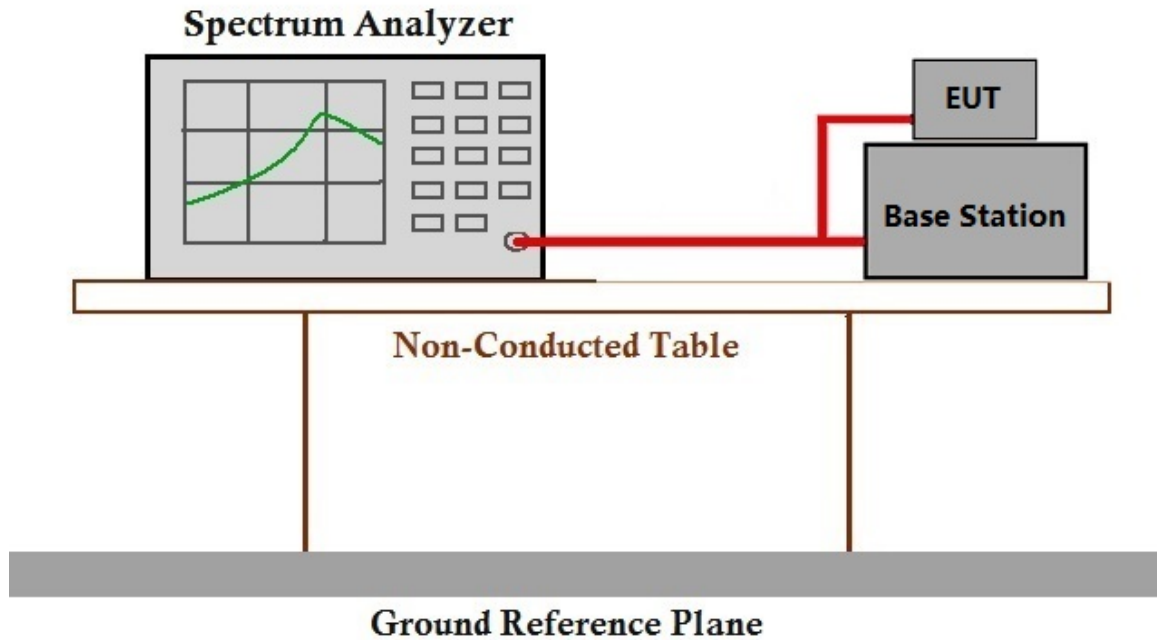 Spectrum Analyzer
EUT
Base Station
Non-Conducted Table
Ground Reference Plane